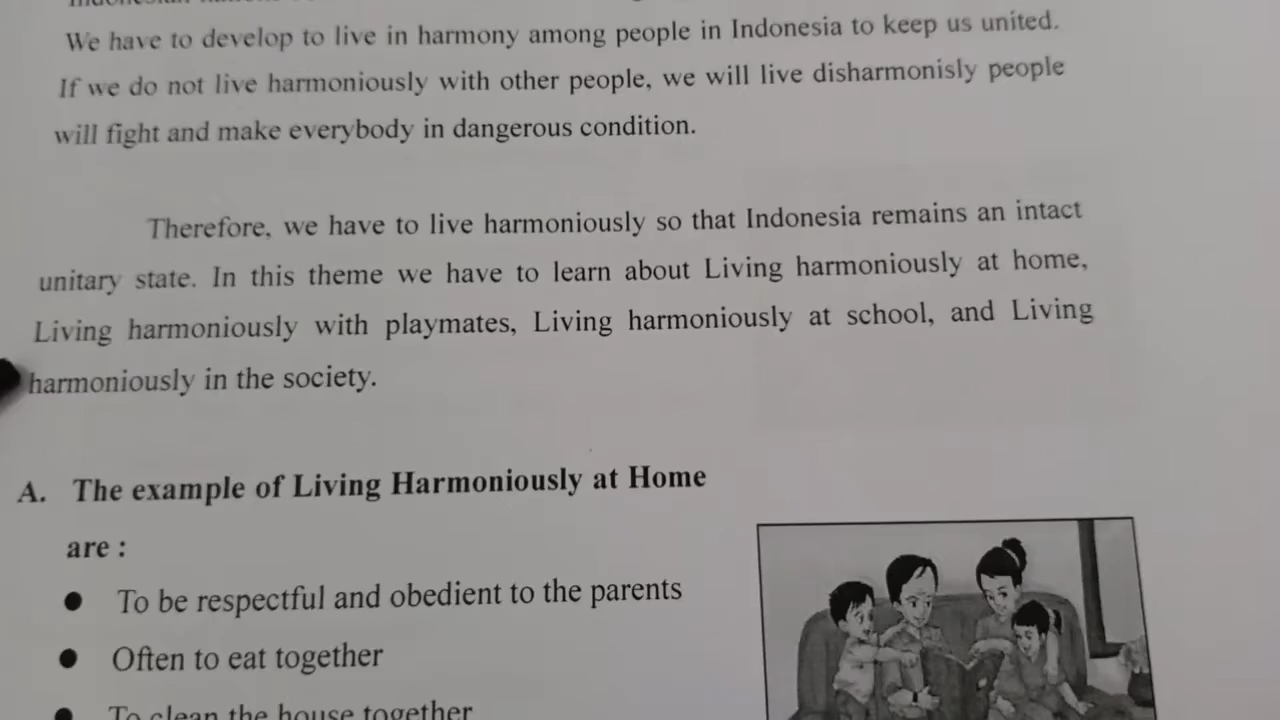 We have to develop to live in harmony among people in Indonesia to keep us united.
If we do not live harmoniously with other people, we will live disharmonisly people
will fight and make everybody in dangerous condition.
Therefore, we have to live harmoniously so that Indonesia remains an intact
unitary state. In this theme we have to learn about Living harmoniously at home,
Living harmoniously with playmates, Living harmoniously at school, and Living
harmoniously in the society.
A. The example of Living Harmoniously at Home
are :
● To be respectful and obedient to the parents
● Often to eat together
● To clean the house together